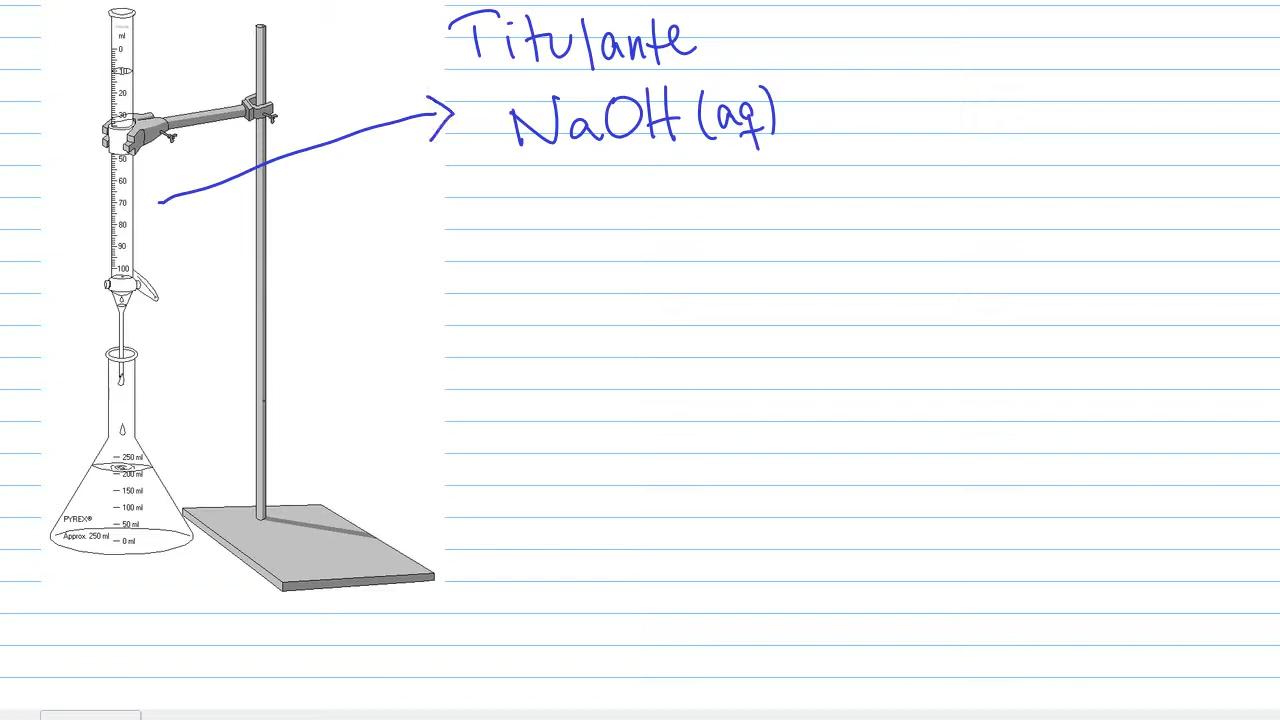 Titulante
NaOH (aq)
ml
0
10
20
30
50
60
70
80
90
100
250 ml
200 ml
150 ml
100 ml
PYREX®
50 ml
Approx. 250 ml
0 ml